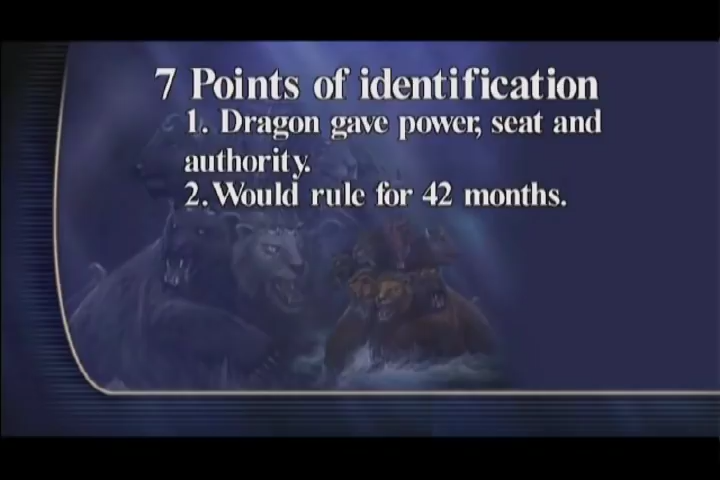 7 Points of identification
1. Dragon gave power, seat and
authority.
2. Would rule for 42 months.